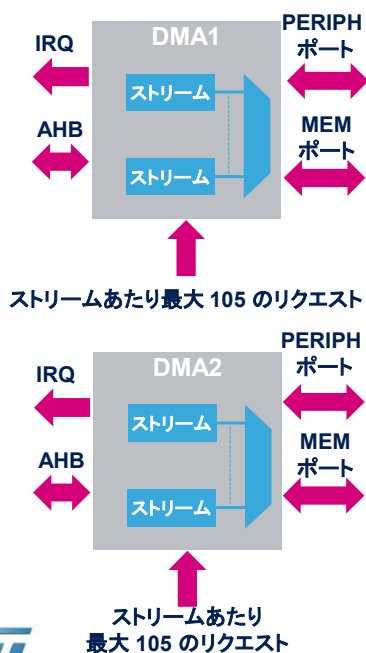 DMA1
PERIPH
ポート
IRQ
ストリーム
AHB
MEM
ポート
ストリーム
ストリームあたり最大 105 のリクエスト
DMA2
PERIPH
ポート
IRQ
ストリーム
AHB
MEM
ポート
ストリーム
ストリームあたり
最大 105 のリクエスト